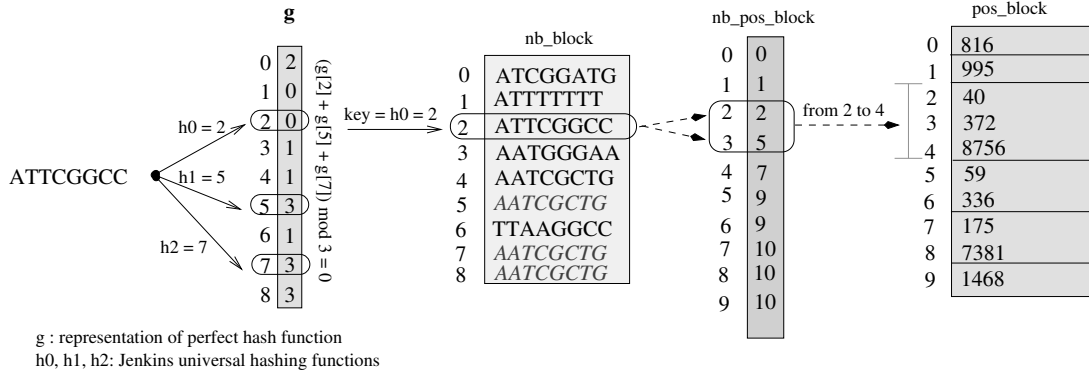 g
nb_block
nb_pos_block
pos_block
ATTCGGCC
h0 = 2
h1 = 5
h2 = 7
0 2
1 0
2 0
3 1
4 1
5 3
6 1
7 3
8 3
(g[2] + g[5] + g[7]) mod 3 = 0
key = h0 = 2
0 ATCGGATG
1 ATTTTTTT
2 ATTCGGCC
3 AATGGGAA
4 AATCGCTG
5 AATCGCTG
6 TTAAGGCC
7 AATCGCTG
8 AATCGCTG
0 0
1 1
2 2
3 5
4 7
5 9
6 9
7 10
8 10
9 10
from 2 to 4
0 816
1 995
2 40
3 372
4 8756
5 59
6 336
7 175
8 7381
9 1468
g : representation of perfect hash function
h0, h1, h2: Jenkins universal hashing functions